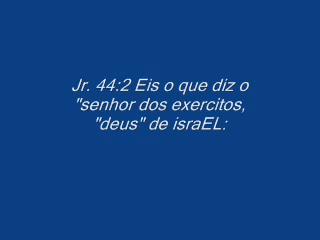 Jr. 44:2 Eis o que diz o
"senhor dos exercitos,
"deus" de israEL: